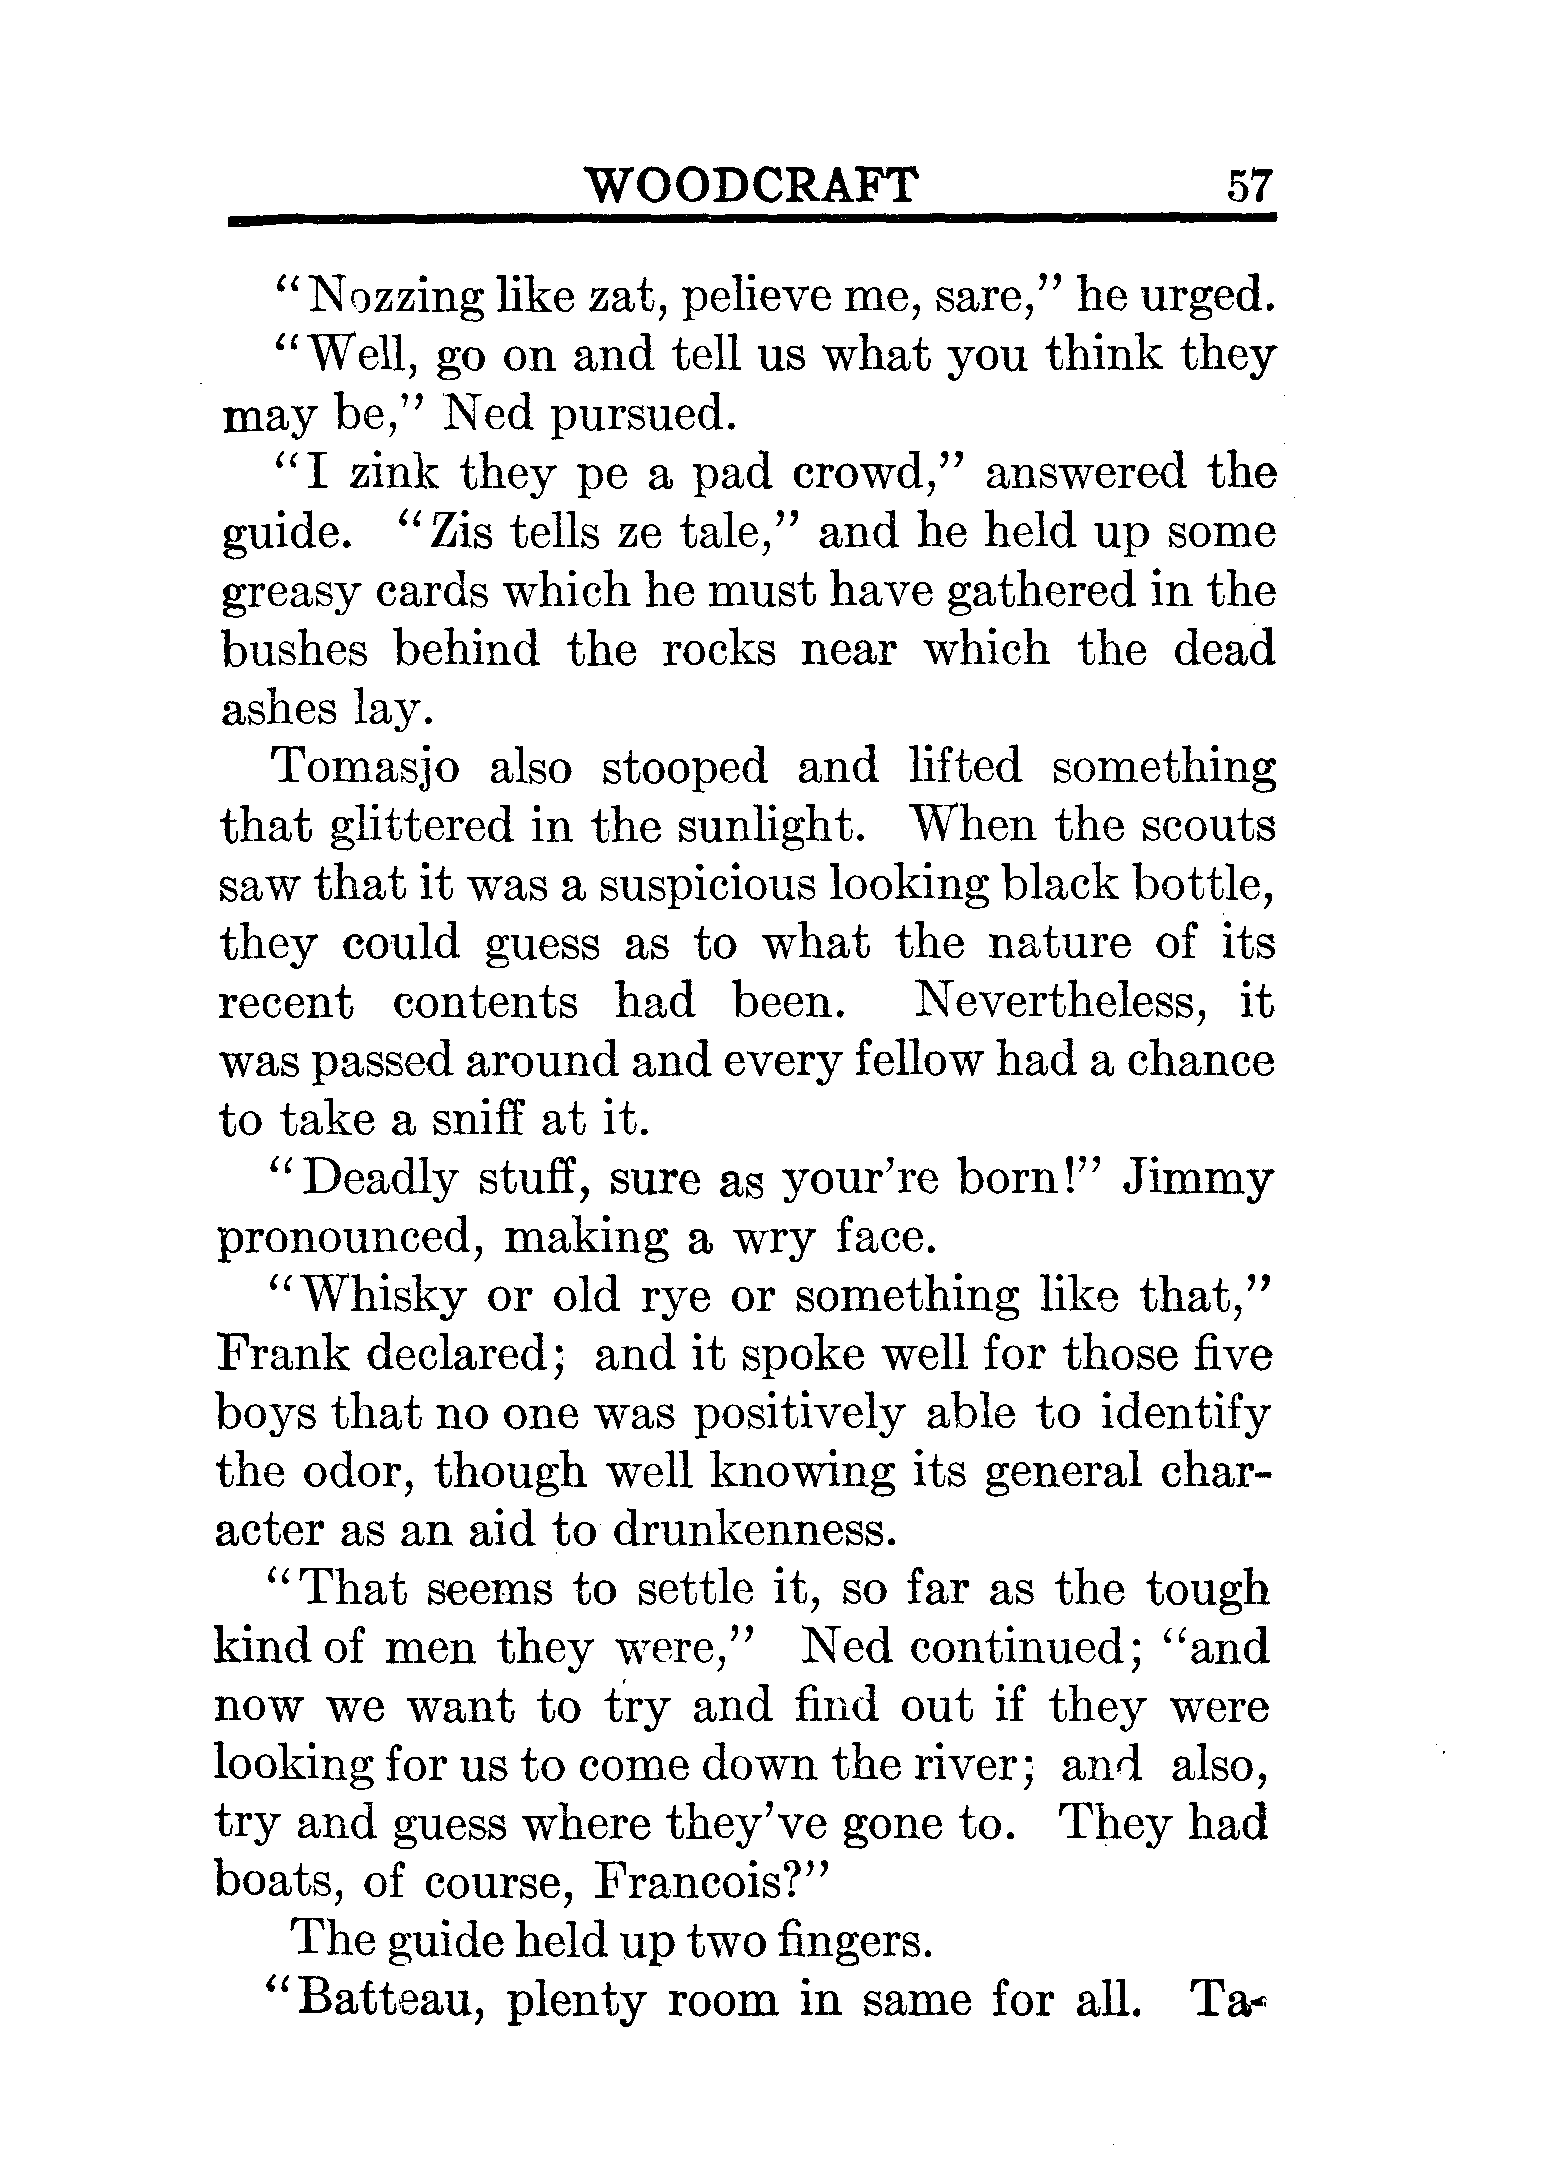 WOODCRAFT 57
"Nozzing like zat, pelieve me, sare," he urged.
"Well, go on and tell us what you think they
may be," Ned pursued.
"I zink they pe a pad crowd," answered the
guide. "Zis tells ze tale," and he held up some
greasy cards which he must have gathered in the
bushes behind the rocks near which the dead
ashes lay.
Tomasjo also stooped and lifted something
that glittered in the sunlight. When the scouts
saw that it was a suspicious looking black bottle,
they could guess as to what the nature of its
recent contents had been. Nevertheless, it
was passed around and every fellow had a chance
to take a sniff at it.
"Deadly stuff, sure as your're born!" Jimmy
pronounced, making a wry face.
"Whisky or old rye or something like that,"
Frank declared; and it spoke well for those five
boys that no one was positively able to identify
the odor, though well knowing its general char-
acter as an aid to drunkenness.
"That seems to settle it, so far as the tough
kind of men they were," Ned continued; "and
now we want to try and find out if they were
looking for us to come down the river; and also,
try and guess where they've gone to. They had
boats, of course, Francois?"
The guide held up two fingers.
"Batteau, plenty room in same for all. Ta-